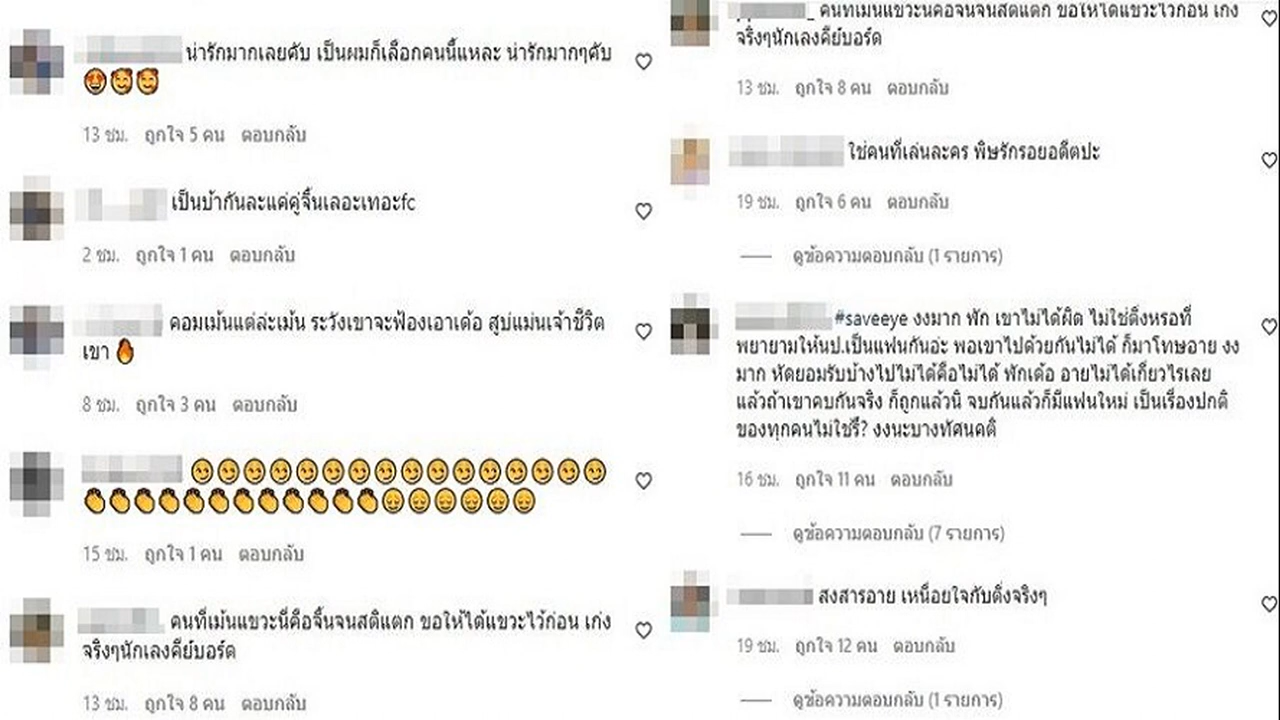 น่ารักมากเลยคับ เป็นผมก็เลือกคนนี้แหละ น่ารักมากๆคับ
😍🥰🥰
13 ชม. ถูกใจ 5 คน ตอบกลับ
เป็นบ้ากันละแค่คู่จิ้นเลอะเทอะfc
2 ชม. ถูกใจ 1 คน ตอบกลับ
คอมเม้นแต่ล่ะเม้น ระวังเขาจะฟ้องเอาเด้อ สูบ่แม่นเจ้าชีวิต
เขา 🔥
8 ชม. ถูกใจ 3 คน ตอบกลับ
15 ชม. ถูกใจ 1 คน ตอบกลับ
คนที่เม้นแขวะนี่คือจิ้นจนสติแตก ขอให้ได้แขวะไว้ก่อน เก่ง
จริงๆนักเลงคีย์บอร์ด
13 ชม. ถูกใจ 8 คน ตอบกลับ
คนที่เม้นแขวะนี่คือจิ้นจนสติแตก ขอให้ได้แขวะไว้ก่อน เก่ง
จริงๆนักเลงคีย์บอร์ด
13 ชม. ถูกใจ 8 คน ตอบกลับ
ใช่คนที่เล่นละคร พิษรักรอยอดีตปะ
19 ชม. ถูกใจ 6 คน ตอบกลับ
ดูข้อความตอบกลับ (1 รายการ)
#saveeye งงมาก พัก เขาไม่ได้ผิด ไม่ใช่ติ่งหรอที่
พยายามให้นป.เป็นแฟนกันอ่ะ พอเขาไปด้วยกันไม่ได้ ก็มาโทษอาย งง
มาก หัดยอมรับบ้างไปไม่ได้คือไม่ได้ พักเด้อ อายไม่ได้เกี่ยวไรเลย
แล้วถ้าเขาคบกันจริง ก็ถูกแล้วนิ จบกันแล้วก็มีแฟนใหม่ เป็นเรื่องปกติ
ของทุกคนไม่ใช่รึ? งงนะบางทัศนคติ
16 ชม. ถูกใจ 11 คน ตอบกลับ
ดูข้อความตอบกลับ (7 รายการ)
สงสารอาย เหนื่อยใจกับติ่งจริงๆ
19 ชม. ถูกใจ 12 คน ตอบกลับ
ดูข้อความตอบกลับ (1 รายการ)